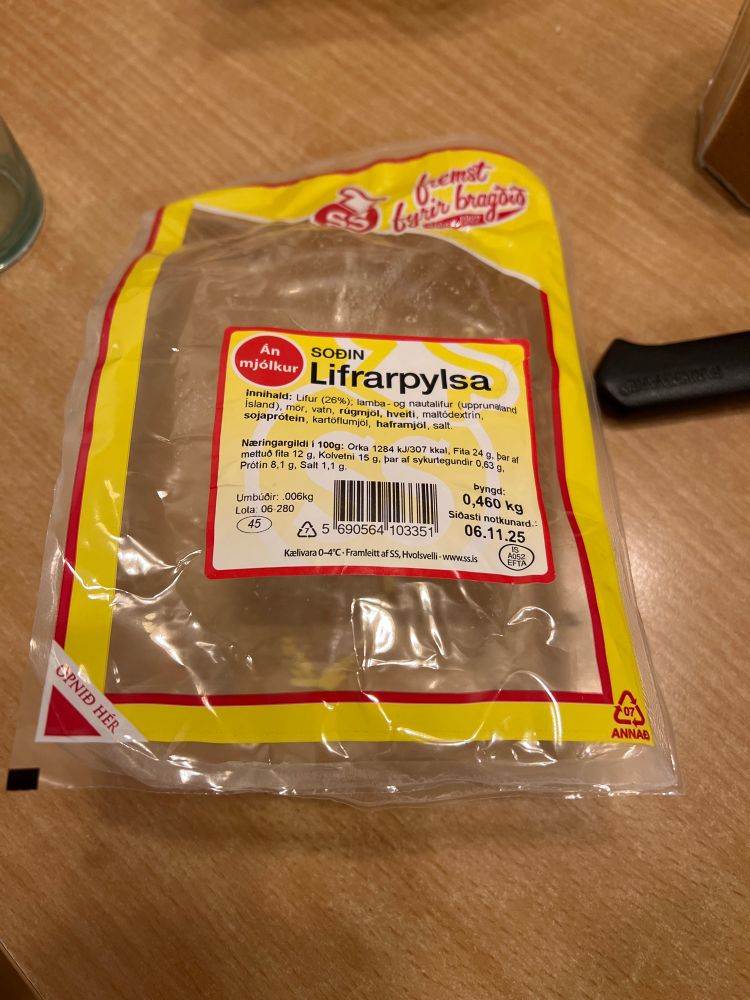 fremst
fyrir bragðið
SS
Án
mjólkur
SOÐIN
Lifrarpylsa
Innihald: Lifur (26%); lamba- og nautalifur (upprunaland
Ísland), mör, vatn, rúgmjöl, hveiti, maltódextrín,
sojaprótein, kartöflumjöl, haframjöl, salt.
Næringargildi í 100g: Orka 1284 kJ/307 kkal, Fita 24 g, þar af
mettuð fita 12 g, Kolvetni 15 g, þar af sykurtegundir 0,63 g,
Prótín 8,1 g, Salt 1,1 g.
Umbúðir: .006kg
Lota: 06-280
45
7
5 690564 103351
Þyngd:
0,460 kg
Síðasti notkunard.:
06.11.25
IS
A052
EFTA
Kælivara 0-4°C · Framleitt af SS, Hvolsvelli · www.ss.is
OPNIÐ HÉR
07
ANNAÐ